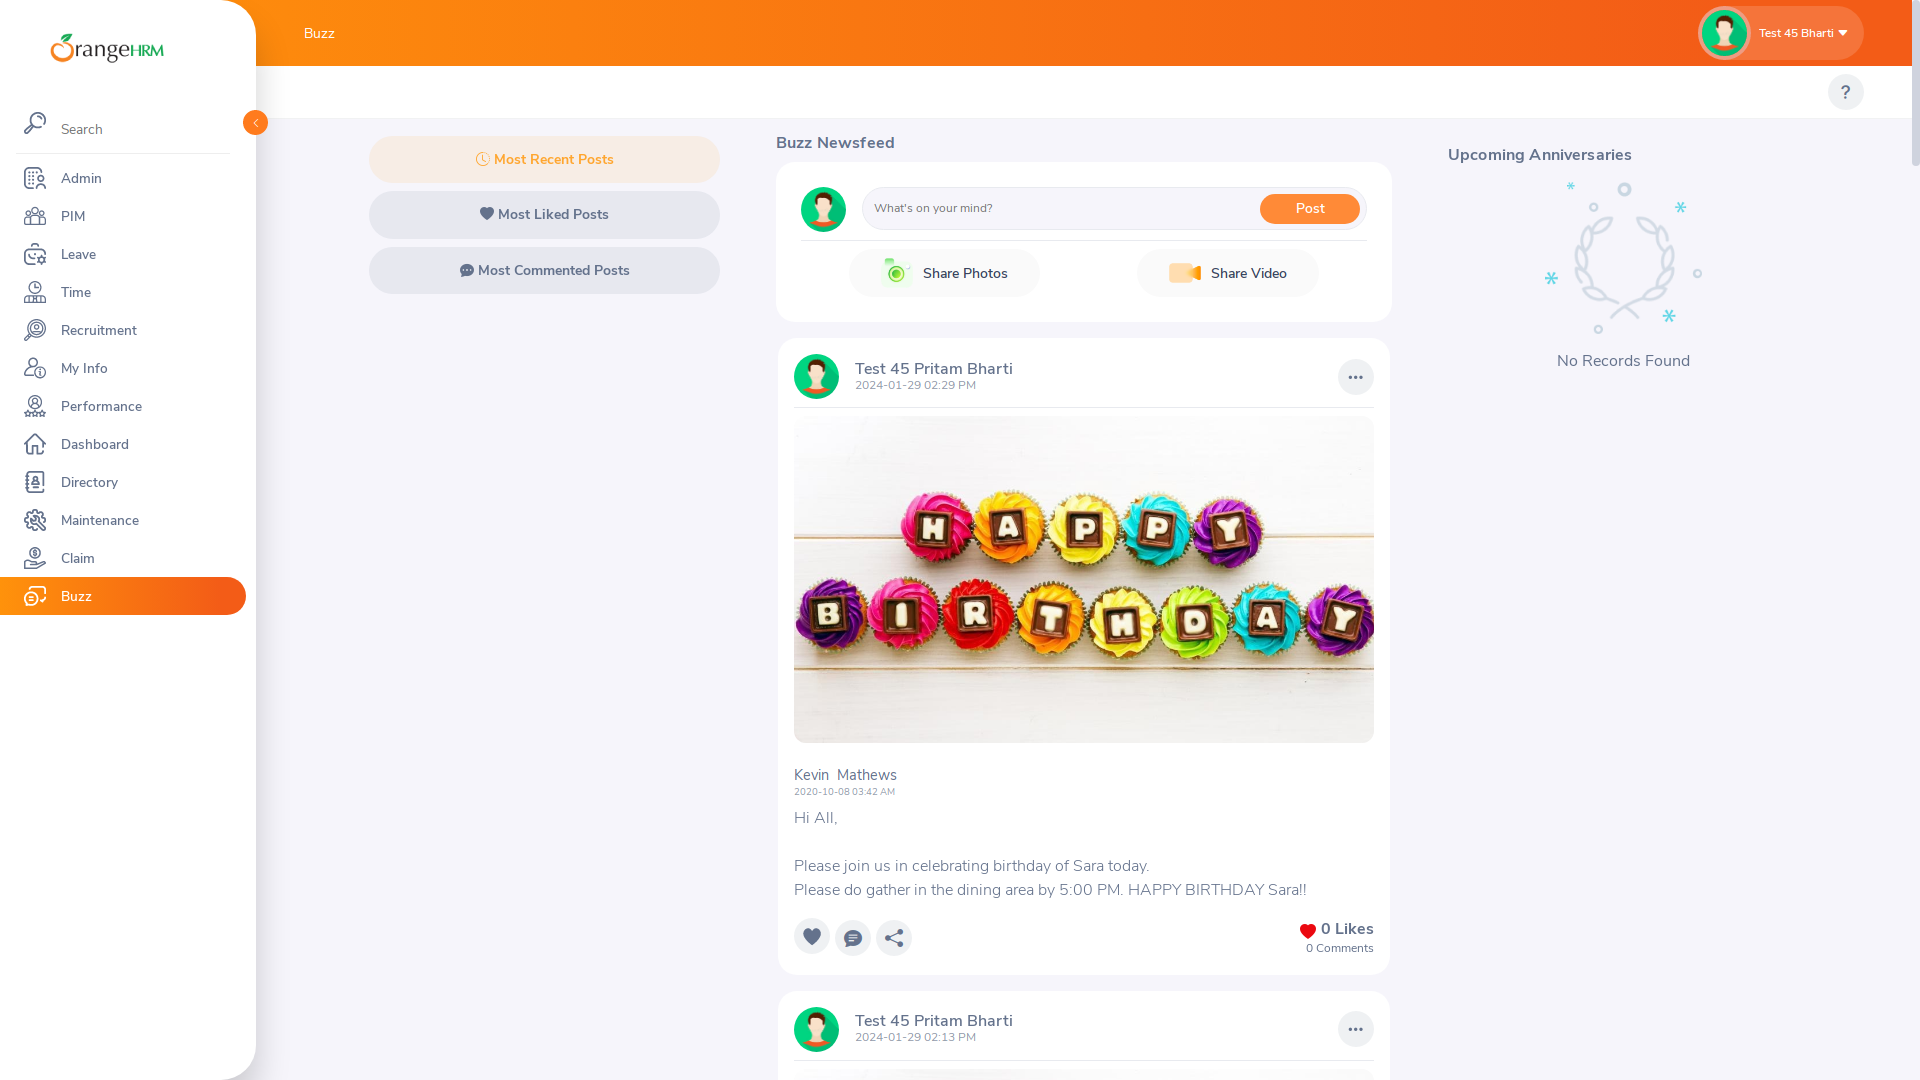 OrangeHRM
Search
Admin
PIM
Leave
Time
Recruitment
My Info
Performance
Dashboard
Directory
Maintenance
Claim
Buzz
Buzz
Test 45 Bharti
?
Most Recent Posts
Most Liked Posts
Most Commented Posts
Buzz Newsfeed
What's on your mind?
Post
Share Photos
Share Video
Test 45 Pritam Bharti
2024-01-29 02:29 PM
HAPPY
BIRTHDAY
Kevin Mathews
2020-10-08 03:42 AM
Hi All,
Please join us in celebrating birthday of Sara today.
Please do gather in the dining area by 5:00 PM. HAPPY BIRTHDAY Sara!!
0 Likes
0 Comments
Test 45 Pritam Bharti
2024-01-29 02:13 PM
Upcoming Anniversaries
No Records Found